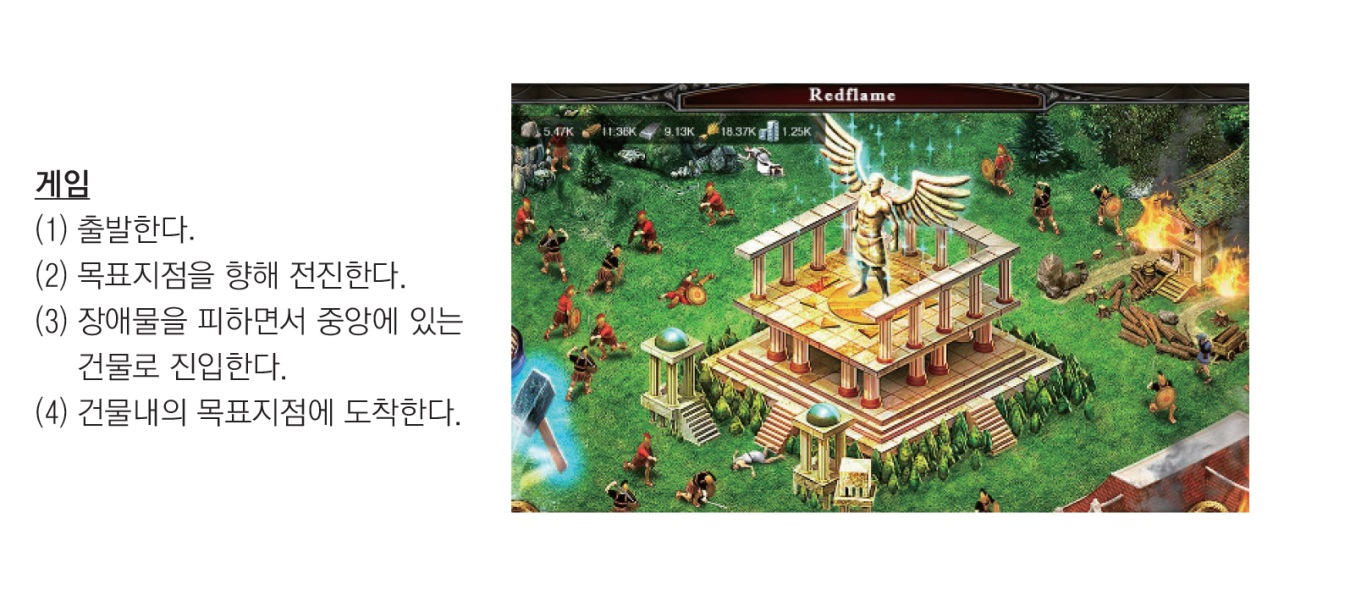 게임
(1) 출발한다.
(2) 목표지점을 향해 전진한다.
(3) 장애물을 피하면서 중앙에 있는
건물로 진입한다.
(4) 건물내의 목표지점에 도착한다.
Redflame
5.47K 11.36K 9.13K 18.37K 1.25K